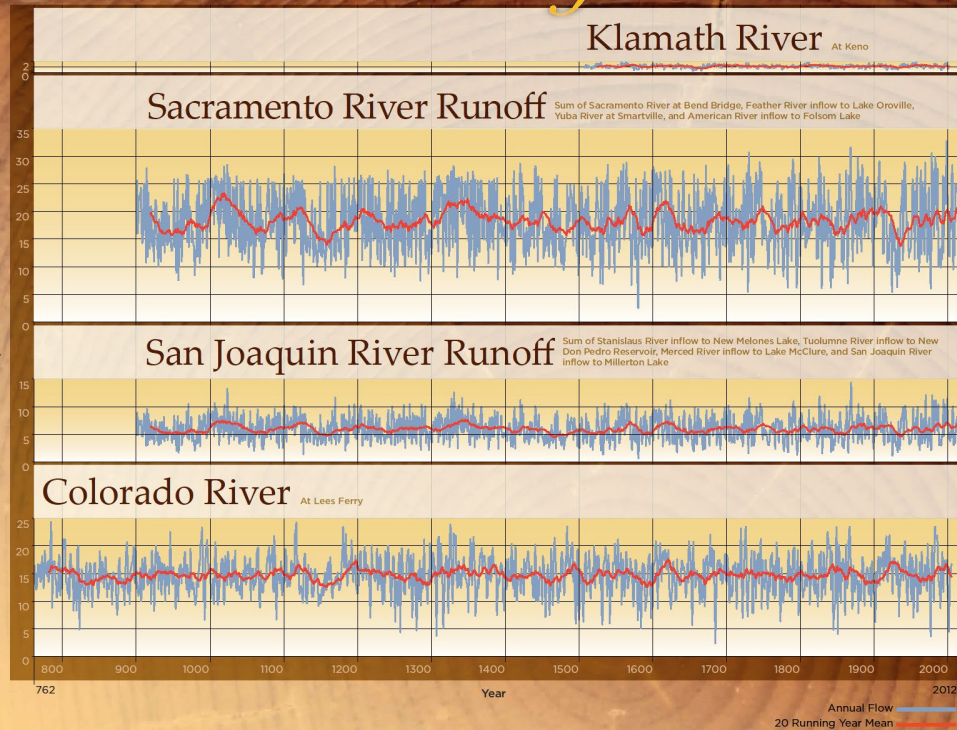 Klamath River At Keno
2
0
Sacramento River Runoff
Sum of Sacramento River at Bend Bridge, Feather River inflow to Lake Oroville,
Yuba River at Smartville, and American River inflow to Folsom Lake
35
30
25
20
15
10
5
0
San Joaquin River Runoff
Sum of Stanislaus River inflow to New Melones Lake, Tuolumne River inflow to New
Don Pedro Reservoir, Merced River inflow to Lake McClure, and San Joaquin River
inflow to Millerton Lake
15
10
5
0
Colorado River At Lees Ferry
25
20
15
10
5
0
800 900 1000 1100 1200 1300 1400 1500 1600 1700 1800 1900 2000
762 Year 2012
Annual Flow
20 Running Year Mean